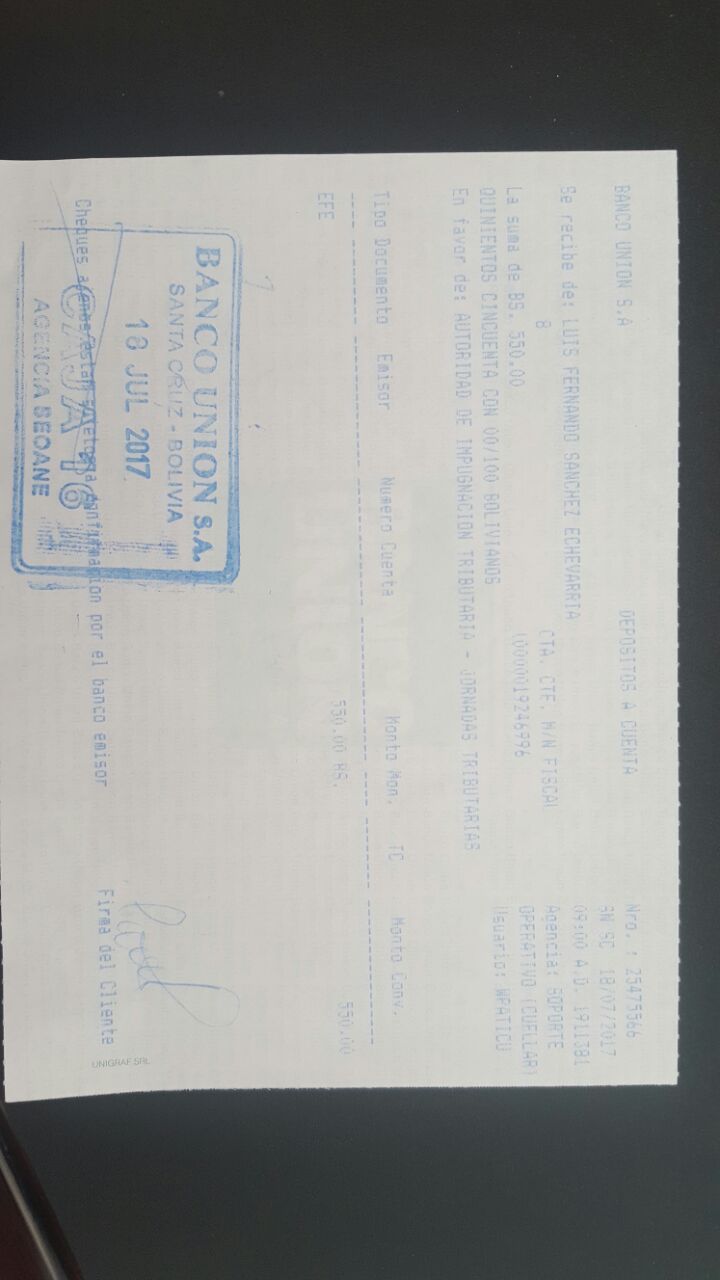 BANCO UNION S.A
DEPOSITOS A CUENTA
Nro. : 25475566
SN SC 18/07/2017
09:00 A.D. 1911381
Agencia: SOPORTE
OPERATIVO (CUELLAR)
Usuario: WPATICU
Se recibe de: LUIS FERNANDO SANCHEZ ECHEVARRIA
8
CTA. CTE. M/N FISCAL
10000019246996
La suma de BS. 550.00
QUINIENTOS CINCUENTA CON 00/100 BOLIVIANOS
En favor de: AUTORIDAD DE IMPUGNACION TRIBUTARIA - JORNADAS TRIBUTARIAS
Tipo Documento Emisor Numero Cuenta Monto Mon. TC Monto Conv.
EFE 550.00 BS. 550.00
BANCO UNION S.A.
SANTA CRUZ - BOLIVIA
18 JUL 2017
Cheques agenos estan sujetos a confirmacion por el banco emisor
CAJA 16
AGENCIA SEOANE
Firma del Cliente
UNIGRAF.SRL